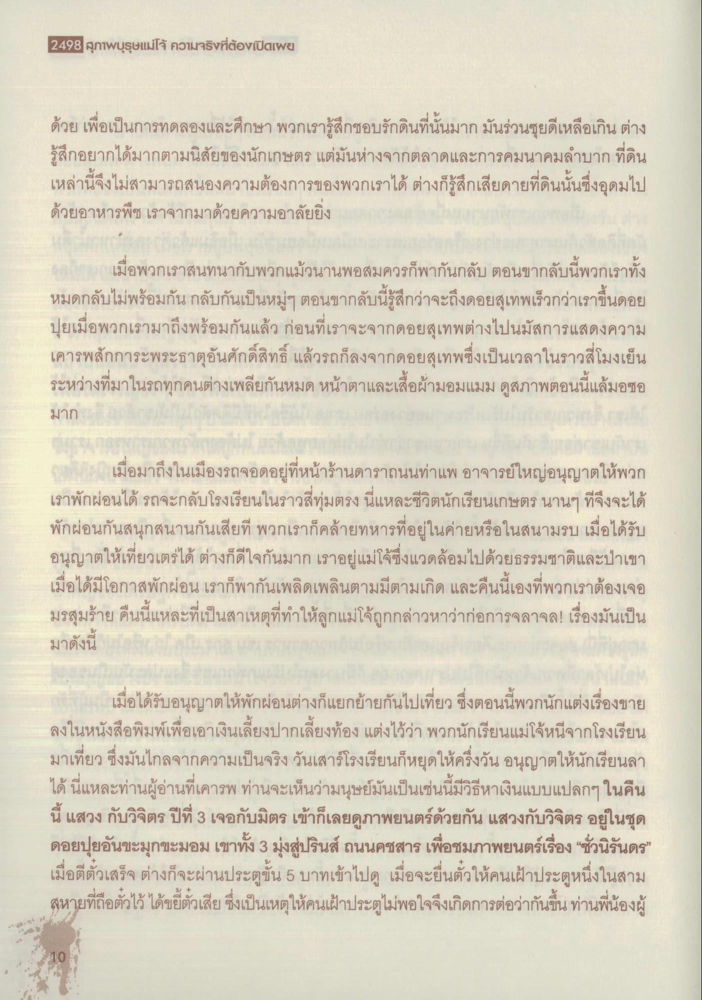 2498 สุภาพบุรุษแม่โจ้ ความจริงที่ต้องเปิดเผย
ด้วย เพื่อเป็นการทดลองและศึกษา พวกเรารู้สึกชอบรักดินที่นั้นมาก มันร่วนซุยดีเหลือเกิน ต่าง
รู้สึกอยากได้มากตามนิสัยของนักเกษตร แต่มันห่างจากตลาดและการคมนาคมลำบาก ที่ดิน
เหล่านี้จึงไม่สามารถสนองความต้องการของพวกเราได้ ต่างก็รู้สึกเสียดายที่ดินนั้นซึ่งอุดมไป
ด้วยอาหารพืช เราจากมาด้วยความอาลัยยิ่ง
เมื่อพวกเราสนทนากับพวกแม้วนานพอสมควรก็พากันกลับ ตอนขากลับนี้พวกเราทั้ง
หมดกลับไม่พร้อมกัน กลับกันเป็นหมู่ๆ ตอนขากลับนี้รู้สึกว่าจะถึงดอยสุเทพเร็วกว่าเราขึ้นดอย
ปุยเมื่อพวกเรามาถึงพร้อมกันแล้ว ก่อนที่เราจะจากดอยสุเทพต่างไปนมัสการแสดงความ
เคารพสักการะพระธาตุอันศักดิ์สิทธิ์ แล้วรถก็ลงจากดอยสุเทพซึ่งเป็นเวลาในราวสี่โมงเย็น
ระหว่างที่มาในรถทุกคนต่างเพลียกันหมด หน้าตาและเสื้อผ้ามอมแมม ดูสภาพตอนนี้แล้มอซอ
มาก
เมื่อมาถึงในเมืองรถจอดอยู่ที่หน้าร้านดาราถนนท่าแพ อาจารย์ใหญ่อนุญาตให้พวก
เราพักผ่อนได้ รถจะกลับโรงเรียนในราวสี่ทุ่มตรง นี่แหละชีวิตนักเรียนเกษตร นานๆ ทีจึงจะได้
พักผ่อนกันสนุกสนานกันเสียที พวกเราก็คล้ายทหารที่อยู่ในค่ายหรือในสนามรบ เมื่อได้รับ
อนุญาตให้เที่ยวเตร่ได้ ต่างก็ดีใจกันมาก เราอยู่แม่โจ้ซึ่งแวดล้อมไปด้วยธรรมชาติและป่าเขา
เมื่อได้มีโอกาสพักผ่อน เราก็พากันเพลิดเพลินตามมีตามเกิด และคืนนี้เองที่พวกเราต้องเจอ
มรสุมร้าย คืนนี้แหละที่เป็นสาเหตุที่ทำให้ลูกแม่โจ้ถูกกล่าวหาว่าก่อการจลาจล! เรื่องมันเป็น
มาดังนี้
เมื่อได้รับอนุญาตให้พักผ่อนต่างก็แยกย้ายกันไปเที่ยว ซึ่งตอนนี้พวกนักแต่งเรื่องขาย
ลงในหนังสือพิมพ์เพื่อเอาเงินเลี้ยงปากเลี้ยงท้อง แต่งไว้ว่า พวกนักเรียนแม่โจ้หนีจากโรงเรียน
มาเที่ยว ซึ่งมันไกลจากความเป็นจริง วันเสาร์โรงเรียนก็หยุดให้ครึ่งวัน อนุญาตให้นักเรียนลา
ได้ นี่แหละท่านผู้อ่านที่เคารพ ท่านจะเห็นว่ามนุษย์มันเป็นเช่นนี้มีวิธีหาเงินแบบแปลกๆ ในคืน
นี้ แสวง กับวิจิตร ปีที่ 3 เจอกับมิตร เข้าก็เลยดูภาพยนตร์ด้วยกัน แสวงกับวิจิตร อยู่ในชุด
ดอยปุยอันขะมุกขะมอม เขาทั้ง 3 มุ่งสู่ปรินส์ ถนนคชสาร เพื่อชมภาพยนตร์เรื่อง “ชั่วนิรันดร”
เมื่อตีตั๋วเสร็จ ต่างก็จะผ่านประตูขั้น 5 บาทเข้าไปดู เมื่อจะยื่นตั๋วให้คนเฝ้าประตูหนึ่งในสาม
สหายที่ถือตั๋วไว้ ได้ขยี้ตั๋วเสีย ซึ่งเป็นเหตุให้คนเฝ้าประตูไม่พอใจจึงเกิดการต่อว่ากันขึ้น ท่านพี่น้องผู้
10